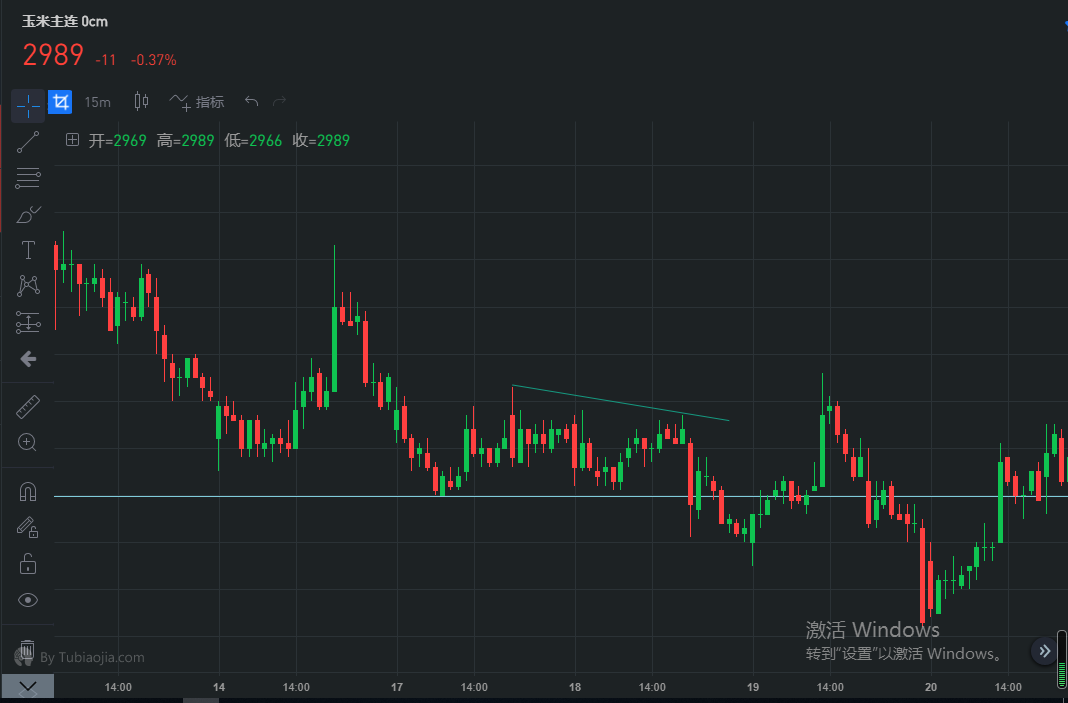 玉米主连 0cm
2989 -11 -0.37%
15m 指标
开=2969 高=2989 低=2966 收=2989
T
激活 Windows
转到"设置"以激活 Windows。
By Tubiaojia.com
14:00 14 14:00 17 14:00 18 14:00 19 14:00 20 14:00